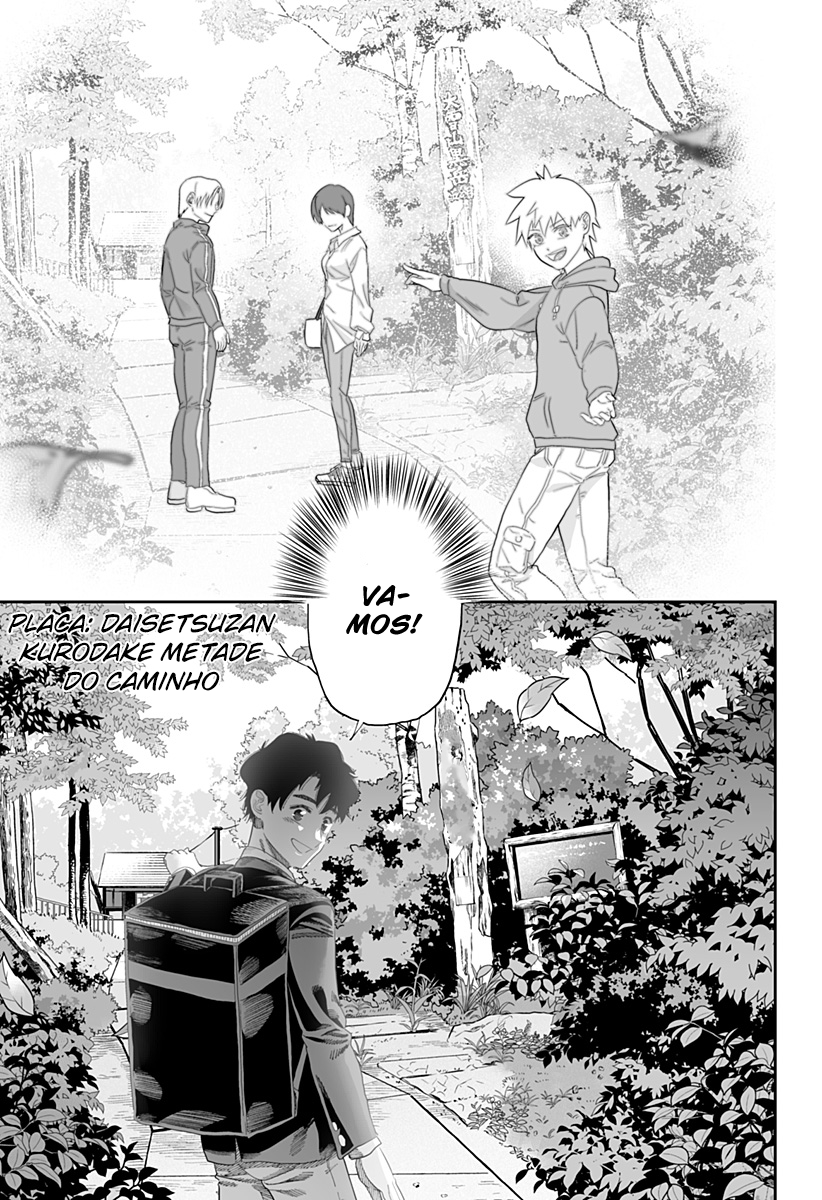 VA-
MOS!
PLACA: DAISETSUZAN
KURODAKE METADE
DO CAMINHO